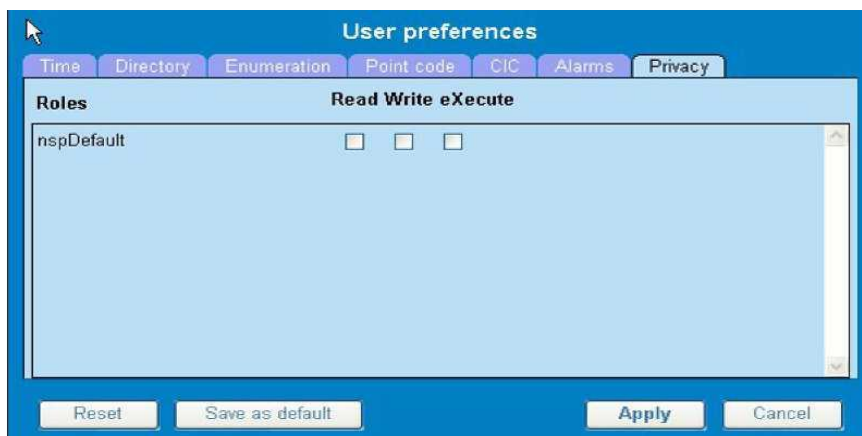 User preferences
Time Directory Enumeration Point code CIC Alarms Privacy
Roles Read Write eXecute
nspDefault
Reset Save as default Apply Cancel